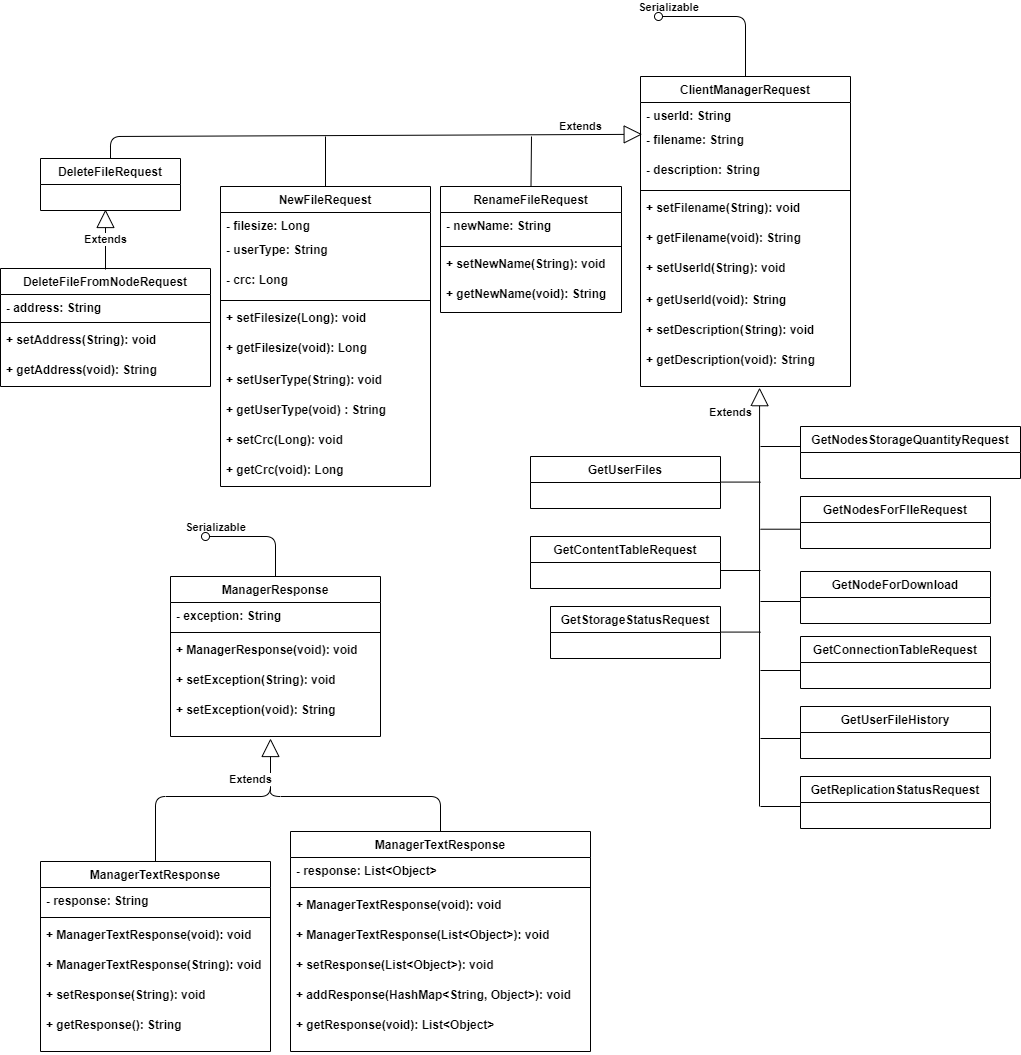 Serializable
ClientManagerRequest
- userId: String
- filename: String
- description: String
+ setFilename(String): void
+ getFilename(void): String
+ setUserId(String): void
+ getUserId(void): String
+ setDescription(String): void
+ getDescription(void): String
Extends
DeleteFileRequest
Extends
DeleteFileFromNodeRequest
- address: String
+ setAddress(String): void
+ getAddress(void): String
NewFileRequest
- filesize: Long
- userType: String
- crc: Long
+ setFilesize(Long): void
+ getFilesize(void): Long
+ setUserType(String): void
+ getUserType(void) : String
+ setCrc(Long): void
+ getCrc(void): Long
RenameFileRequest
- newName: String
+ setNewName(String): void
+ getNewName(void): String
Extends
GetUserFiles
GetContentTableRequest
GetStorageStatusRequest
GetNodesStorageQuantityRequest
GetNodesForFIleRequest
GetNodeForDownload
GetConnectionTableRequest
GetUserFileHistory
GetReplicationStatusRequest
Serializable
ManagerResponse
- exception: String
+ ManagerResponse(void): void
+ setException(String): void
+ setException(void): String
Extends
ManagerTextResponse
- response: String
+ ManagerTextResponse(void): void
+ ManagerTextResponse(String): void
+ setResponse(String): void
+ getResponse(): String
ManagerTextResponse
- response: List<Object>
+ ManagerTextResponse(void): void
+ ManagerTextResponse(List<Object>): void
+ setResponse(List<Object>): void
+ addResponse(HashMap<String, Object>): void
+ getResponse(void): List<Object>